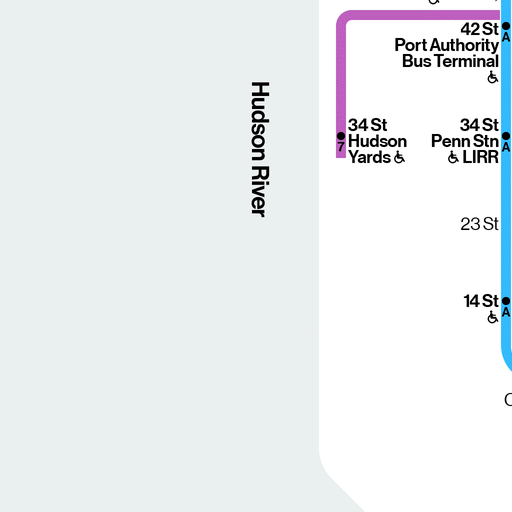 42 St
Port Authority
Bus Terminal
A
Hudson River
34 St
Hudson
Yards
7
34 St
Penn Stn
LIRR
A
23 St
14 St
A